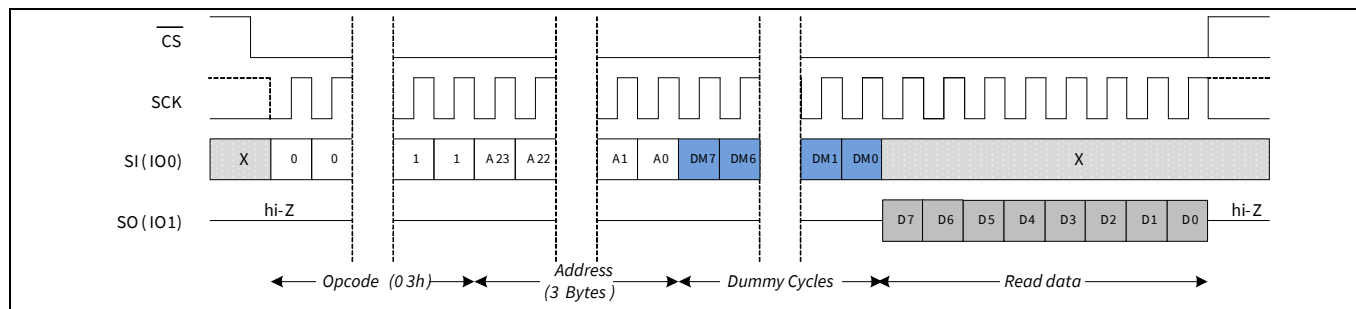 CS
SCK
SI (IO0) X 0 0 1 1 A23 A22 A1 A0 DM7 DM6 DM1 DM0 X
hi-Z D7 D6 D5 D4 D3 D2 D1 D0 hi-Z
SO (IO1)
Opcode (03h) Address Dummy Cycles Read data
(3 Bytes)